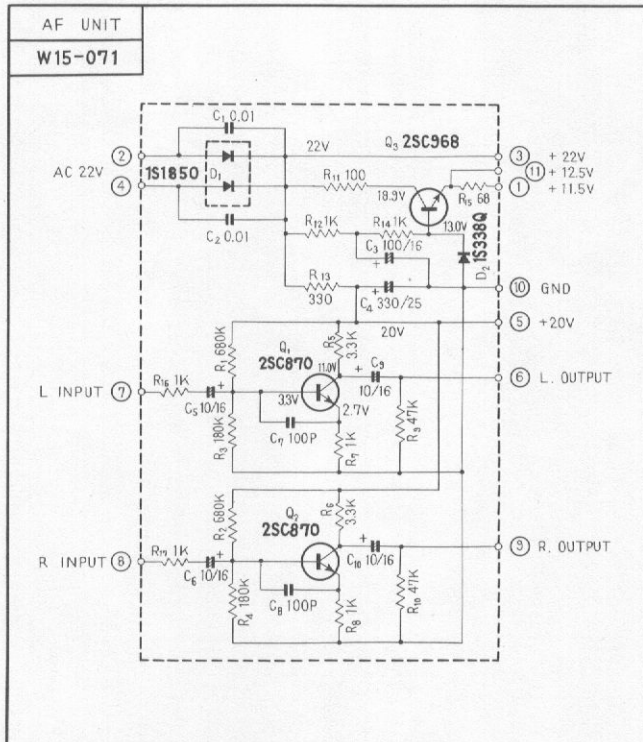 AF UNIT
W15-071
C1 0.01
② 22V Q3 2SC968 ③ + 22V
⑪ + 12.5V
AC 22V 1S1850 D1 R11 100 18.9V
④ ① + 11.5V
R15 68
C2 0.01 R12 1K R14 1K 13.0V
C3 100/16
D2 1S338Q
R13 330 C4 330/25 ⑩ GND
20V ⑤ +20V
R1 680K Q1 2SC870 R5 3.3K
11.0V C9 10/16
L INPUT ⑦ R16 1K 3.3V ⑥ L. OUTPUT
C5 10/16 2.7V
C7 100P
R3 180K R7 1K R9 47K
R2 680K Q2 2SC870 R6 3.3K
R INPUT ⑧ R19 1K C10 10/16 ⑨ R. OUTPUT
C6 10/16
C8 100P
R4 180K R8 1K R10 47K